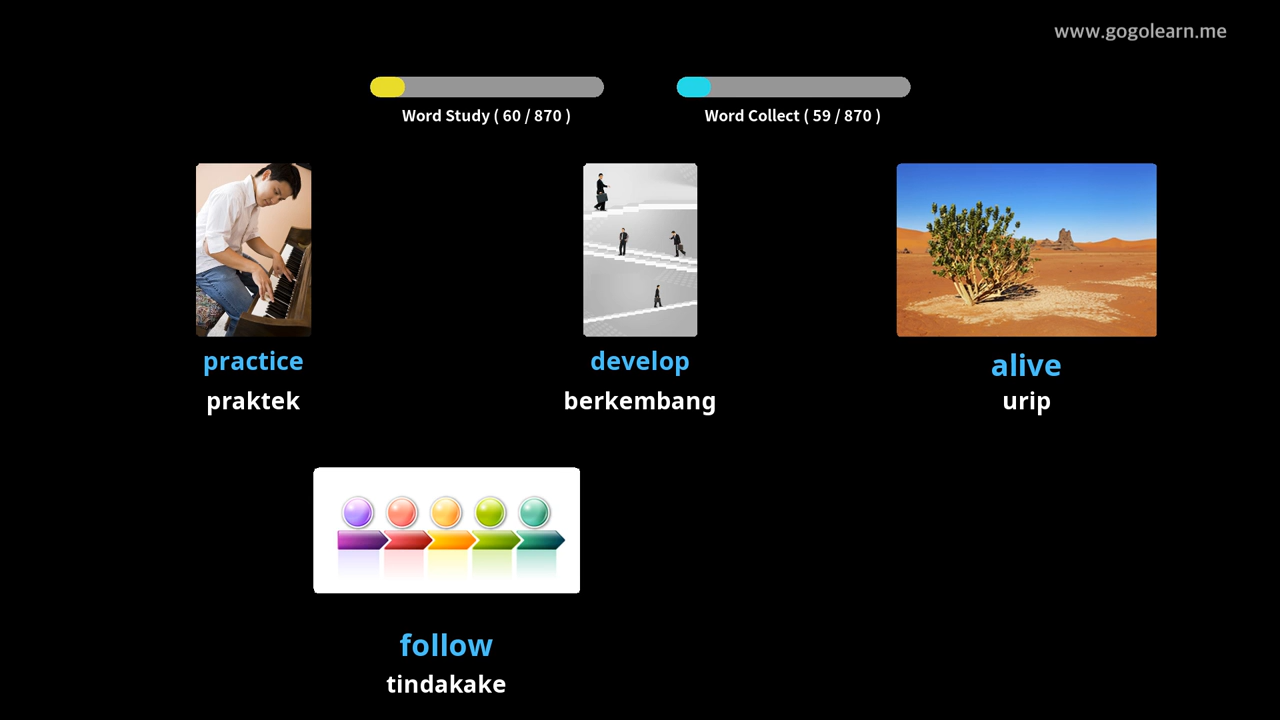 www.gogolearn.me
Word Study ( 60 / 870 )
Word Collect ( 59 / 870 )
practice
praktek
develop
berkembang
alive
urip
follow
tindakake